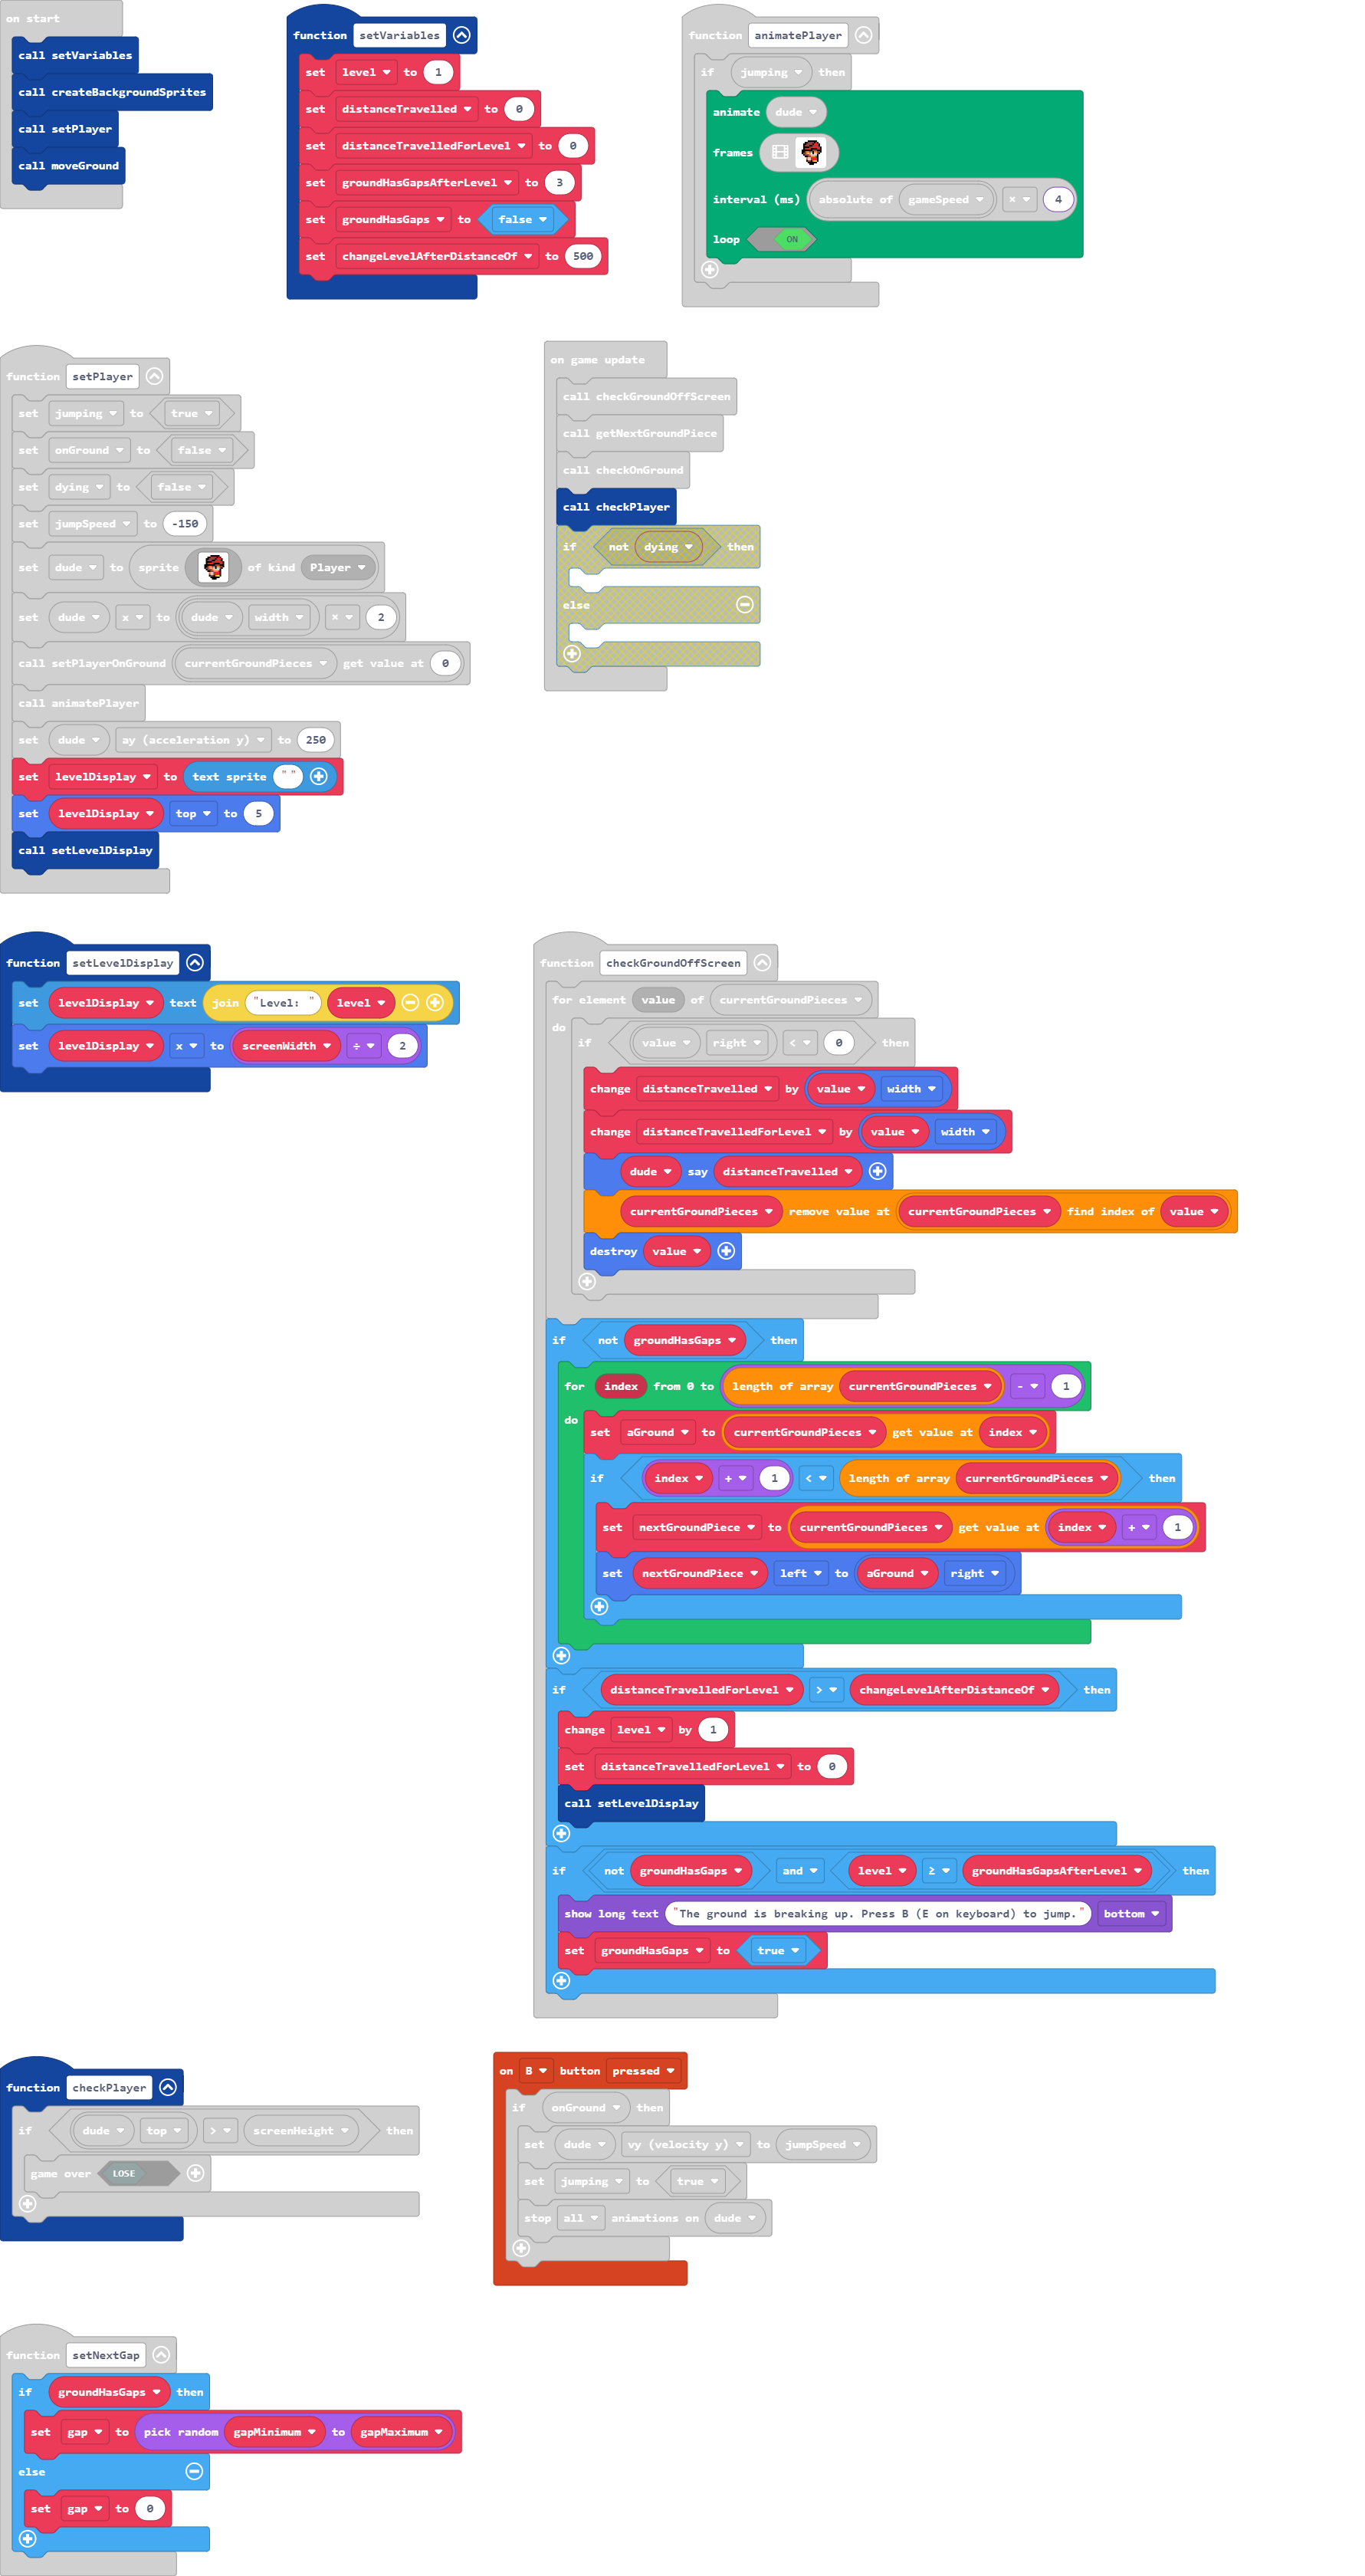 on start
call setVariables
call createBackgroundSprites
call setPlayer
call moveGround
function setVariables
set level to 1
set distanceTravelled to 0
set distanceTravelledForLevel to 0
set groundHasGapsAfterLevel to 3
set groundHasGaps to false
set changeLevelAfterDistanceOf to 500
function animatePlayer
if jumping then
animate dude
frames
interval (ms) absolute of gameSpeed × 4
loop ON
function setPlayer
set jumping to true
set onGround to false
set dying to false
set jumpSpeed to -150
set dude to sprite of kind Player
set dude x to dude width × 2
call setPlayerOnGround currentGroundPieces get value at 0
call animatePlayer
set dude ay (acceleration y) to 250
set levelDisplay to text sprite " "
set levelDisplay top to 5
call setLevelDisplay
on game update
call checkGroundOffScreen
call getNextGroundPiece
call checkOnGround
call checkPlayer
if not dying then
else
function setLevelDisplay
set levelDisplay text join "Level: " level
set levelDisplay x to screenWidth ÷ 2
function checkGroundOffScreen
for element value of currentGroundPieces
do
if value right < 0 then
change distanceTravelled by value width
change distanceTravelledForLevel by value width
dude say distanceTravelled
currentGroundPieces remove value at currentGroundPieces find index of value
destroy value
if not groundHasGaps then
for index from 0 to length of array currentGroundPieces - 1
do
set aGround to currentGroundPieces get value at index
if index + 1 < length of array currentGroundPieces then
set nextGroundPiece to currentGroundPieces get value at index + 1
set nextGroundPiece left to aGround right
if distanceTravelledForLevel > changeLevelAfterDistanceOf then
change level by 1
set distanceTravelledForLevel to 0
call setLevelDisplay
if not groundHasGaps and level ≥ groundHasGapsAfterLevel then
show long text "The ground is breaking up. Press B (E on keyboard) to jump." bottom
set groundHasGaps to true
function checkPlayer
if dude top > screenHeight then
game over LOSE
on B button pressed
if onGround then
set dude vy (velocity y) to jumpSpeed
set jumping to true
stop all animations on dude
function setNextGap
if groundHasGaps then
set gap to pick random gapMinimum to gapMaximum
else
set gap to 0